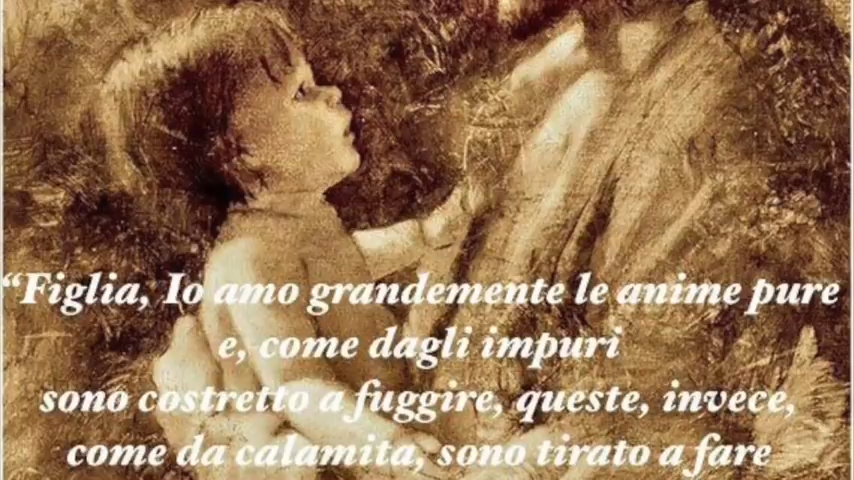 “Figlia, Io amo grandemente le anime pure
e, come dagli impuri
sono costretto a fuggire, queste, invece,
come da calamita, sono tirato a fare